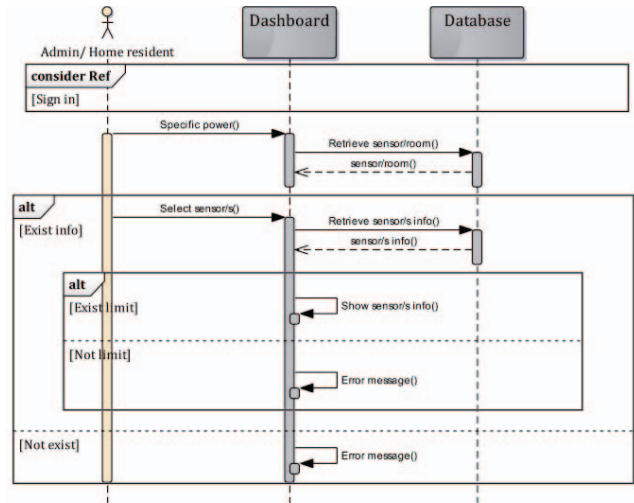 Dashboard
Database
Admin/ Home resident
consider Ref
[Sign in]
Specific power()
Retrieve sensor/room()
sensor/room()
alt
Select sensor/s()
[Exist info]
Retrieve sensor/s info()
sensor/s info()
alt
[Exist limit]
Show sensor/s info()
[Not limit]
Error message()
[Not exist]
Error message()